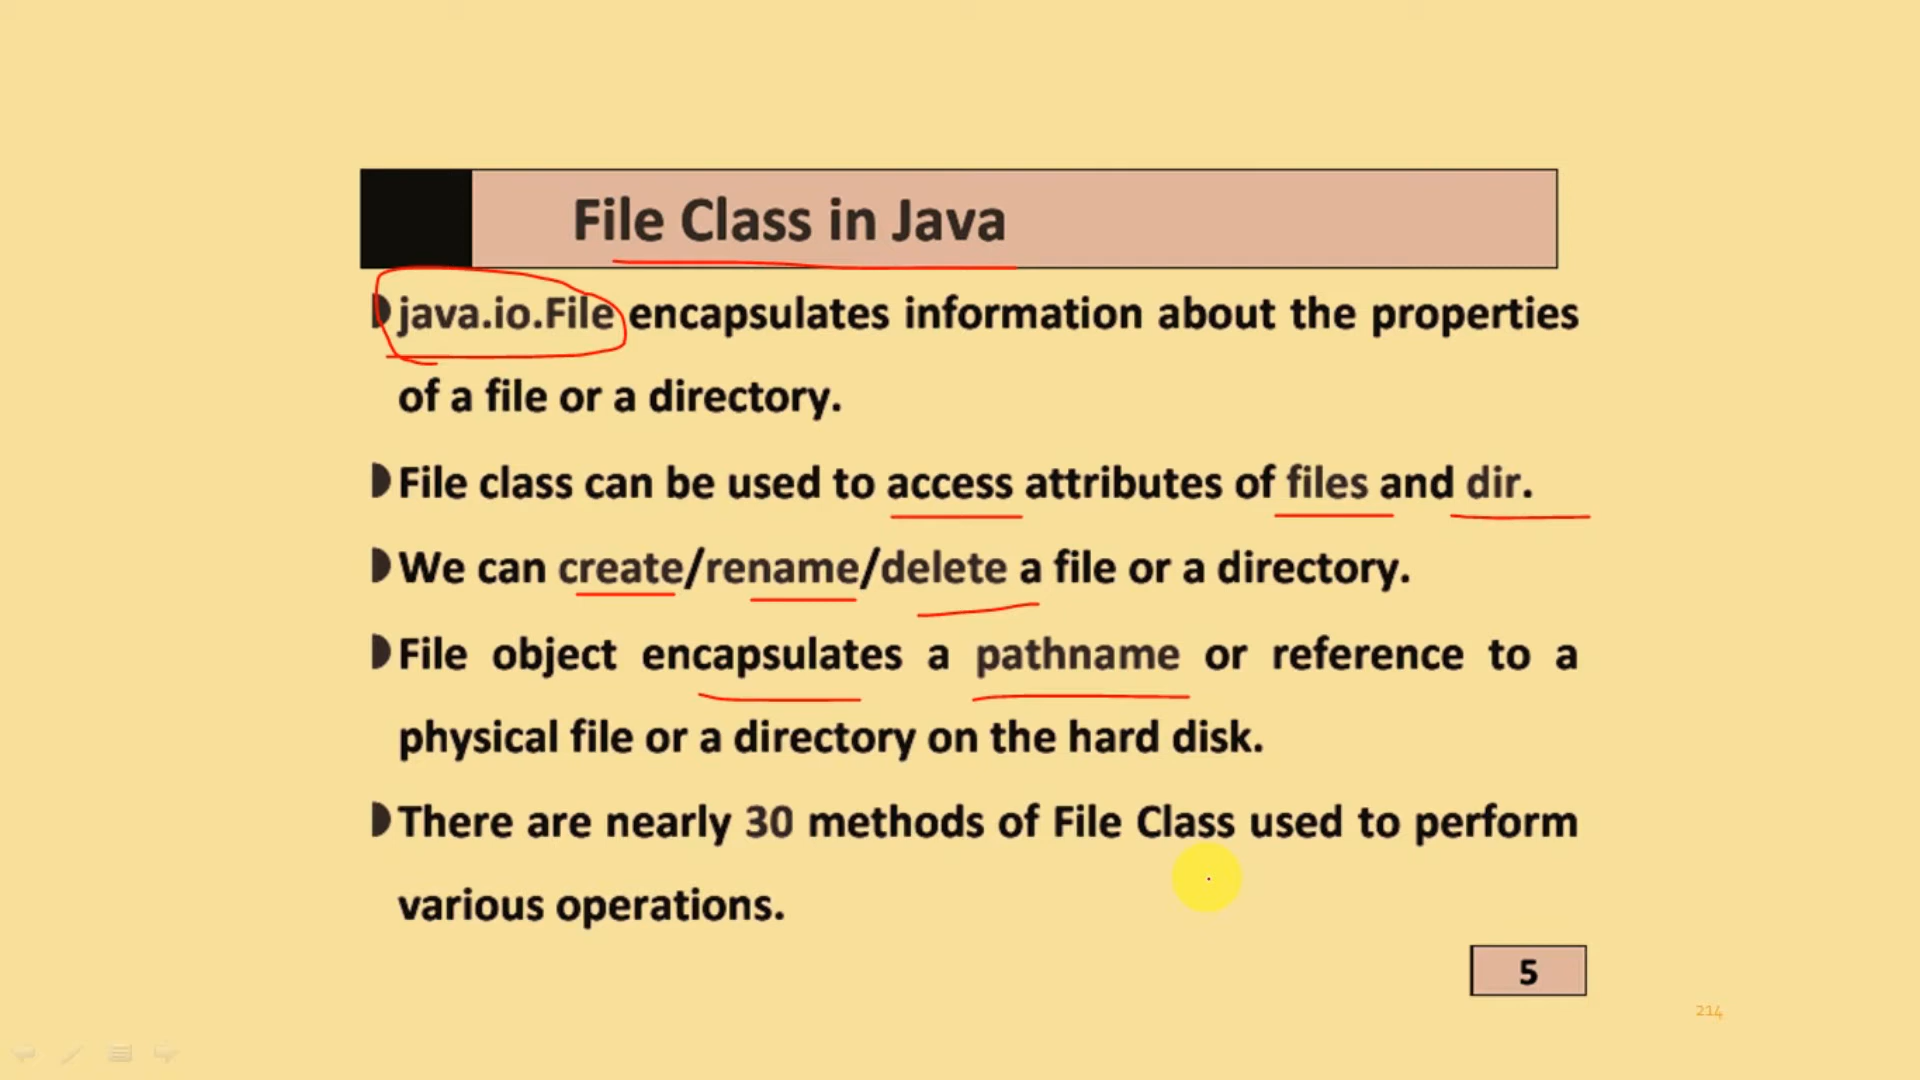 File Class in Java
java.io.File encapsulates information about the properties
of a file or a directory.
File class can be used to access attributes of files and dir.
We can create/rename/delete a file or a directory.
File object encapsulates a pathname or reference to a
physical file or a directory on the hard disk.
There are nearly 30 methods of File Class used to perform
various operations.
5
214